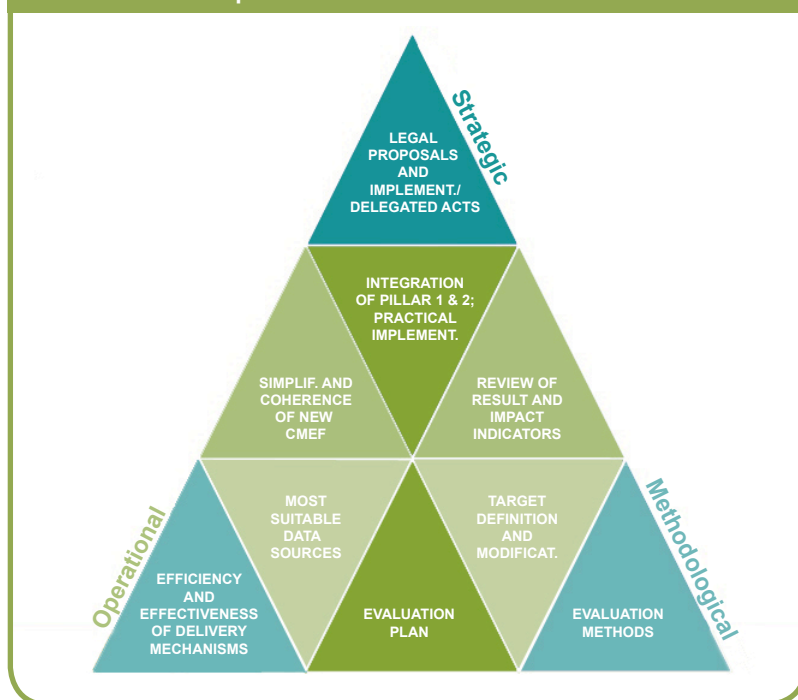 Strategic
LEGAL
PROPOSALS
AND
IMPLEMENT./
DELEGATED ACTS
INTEGRATION
OF PILLAR 1 & 2;
PRACTICAL
IMPLEMENT.
SIMPLIF. AND
COHERENCE
OF NEW
CMEF
REVIEW OF
RESULT AND
IMPACT
INDICATORS
Operational
EFFICIENCY
AND
EFFECTIVENESS
OF DELIVERY
MECHANISMS
MOST
SUITABLE
DATA
SOURCES
EVALUATION
PLAN
TARGET
DEFINITION
AND
MODIFICAT.
EVALUATION
METHODS
Methodological